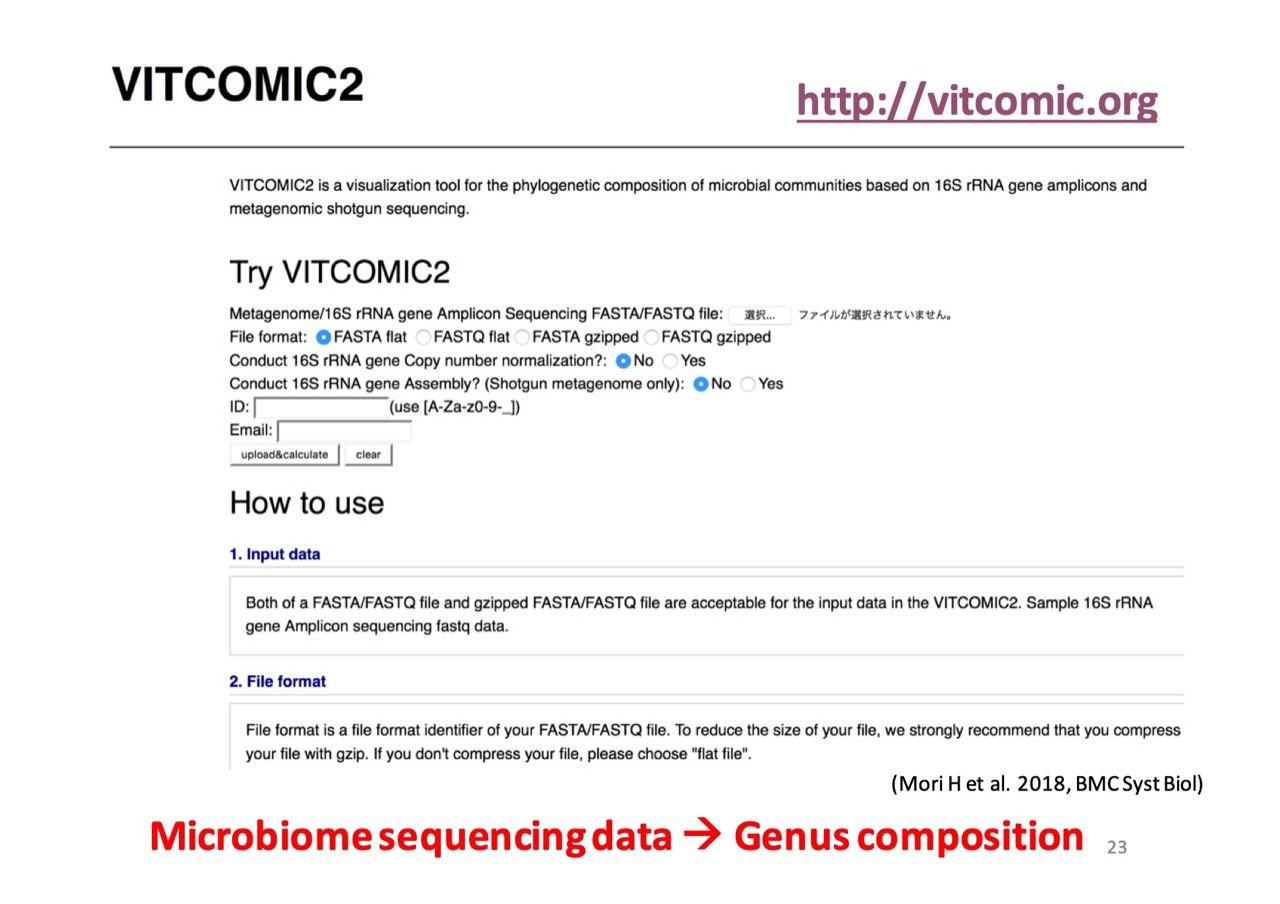 VITCOMIC2
http://vitcomic.org
VITCOMIC2 is a visualization tool for the phylogenetic composition of microbial communities based on 16S rRNA gene amplicons and
metagenomic shotgun sequencing.
Try VITCOMIC2
Metagenome/16S rRNA gene Amplicon Sequencing FASTA/FASTQ file: 選択... ファイルが選択されていません。
File format: FASTA flat FASTQ flat FASTA gzipped FASTQ gzipped
Conduct 16S rRNA gene Copy number normalization?: No Yes
Conduct 16S rRNA gene Assembly? (Shotgun metagenome only): No Yes
ID: (use [A-Za-z0-9-_])
Email:
upload&calculate clear
How to use
1. Input data
Both of a FASTA/FASTQ file and gzipped FASTA/FASTQ file are acceptable for the input data in the VITCOMIC2. Sample 16S rRNA
gene Amplicon sequencing fastq data.
2. File format
File format is a file format identifier of your FASTA/FASTQ file. To reduce the size of your file, we strongly recommend that you compress
your file with gzip. If you don't compress your file, please choose "flat file".
(Mori H et al. 2018, BMC Syst Biol)
Microbiome sequencing data → Genus composition
23